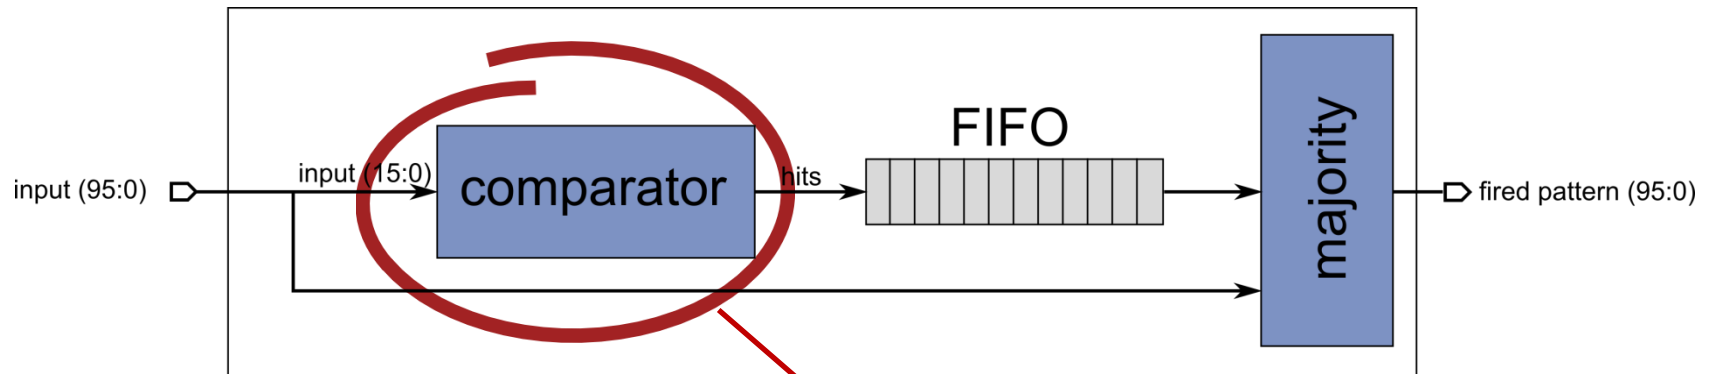 input (95:0)
input (15:0)
comparator
hits
FIFO
majority
fired pattern (95:0)